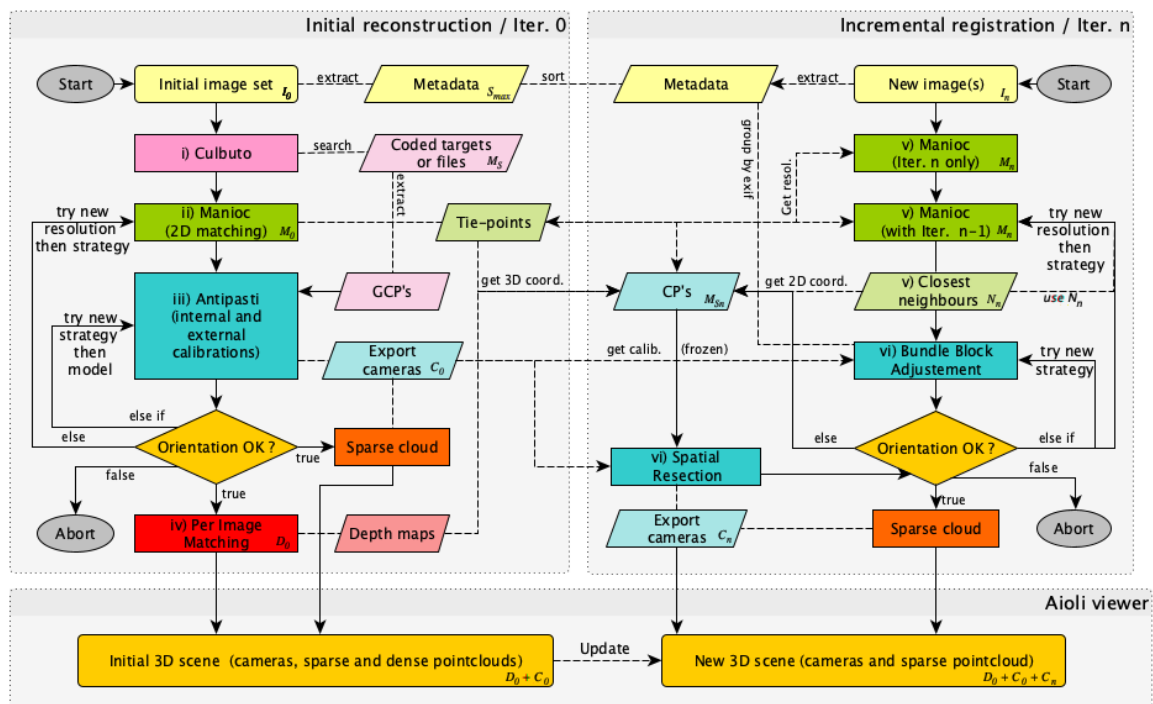 Initial reconstruction / Iter. 0
Start
Initial image set I0
extract
Metadata Smax
sort
i) Culbuto
search
Coded targets
or files MS
extract
try new
resolution
then strategy
ii) Manioc
(2D matching) M0
Tie-points
iii) Antipasti
(internal and
external
calibrations)
GCP's
get 3D coord.
try new
strategy
then
model
Export
cameras C0
else if
else
Orientation OK ?
true
Sparse cloud
false
true
Abort
iv) Per Image
Matching D0
Depth maps
Incremental registration / Iter. n
Metadata
extract
New image(s)
In
Start
group by exif
v) Manioc
(Iter. n only) Mn
Get resol.
v) Manioc
(with Iter. n-1) Mn
try new
resolution
then
strategy
CP's
MSn
get 2D coord.
v) Closest
neighbours Nn
use Nn
get calib. (frozen)
vi) Bundle Block
Adjustement
try new
strategy
else
Orientation OK ?
else if
vi) Spatial
Resection
false
true
Export
cameras Cn
Sparse cloud
Abort
Aioli viewer
Initial 3D scene (cameras, sparse and dense pointclouds)
D0 + C0
Update
New 3D scene (cameras and sparse pointcloud)
D0 + C0 + Cn